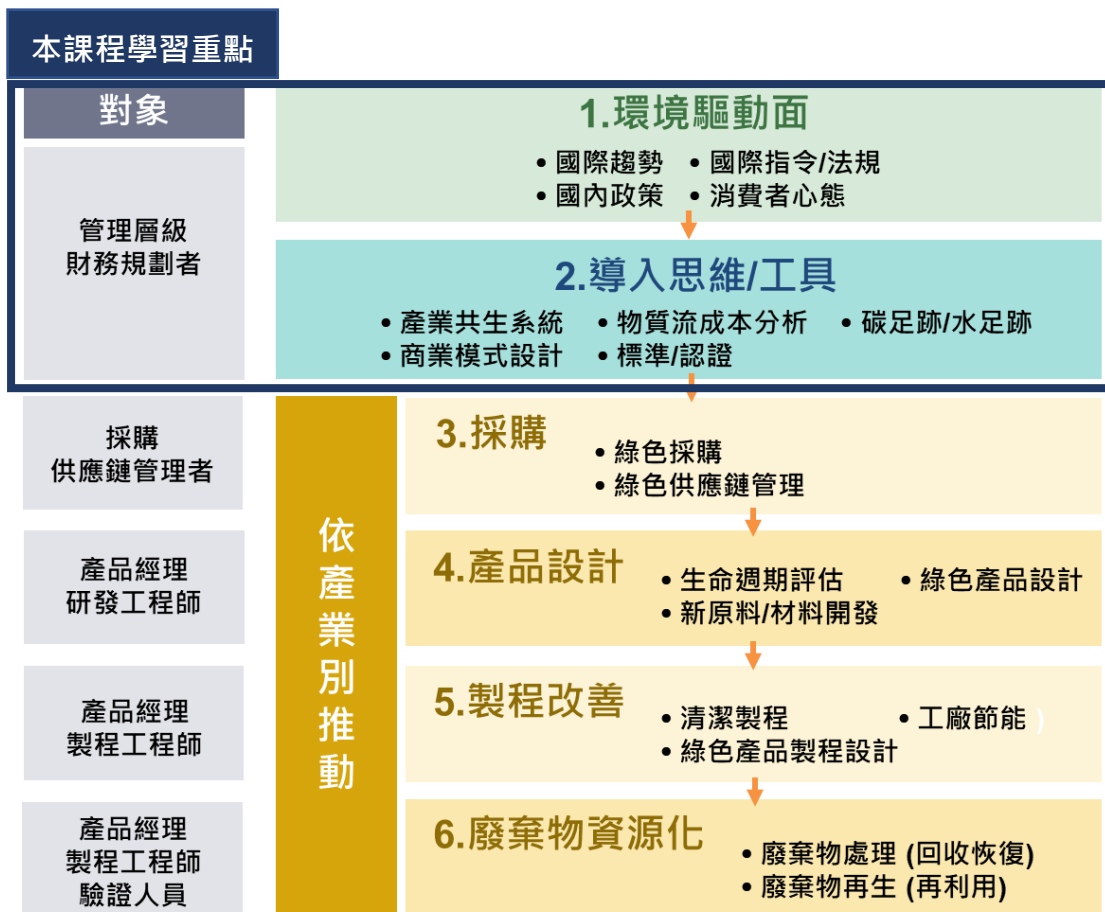 本課程學習重點
對象
1.環境驅動面
• 國際趨勢 • 國際指令/法規
• 國內政策 • 消費者心態
管理層級
財務規劃者
2.導入思維/工具
• 產業共生系統 • 物質流成本分析 • 碳足跡/水足跡
• 商業模式設計 • 標準/認證
依產業別推動
採購
供應鏈管理者
3.採購
• 綠色採購
• 綠色供應鏈管理
產品經理
研發工程師
4.產品設計
• 生命週期評估 • 綠色產品設計
• 新原料/材料開發
產品經理
製程工程師
5.製程改善
• 清潔製程 • 工廠節能 )
• 綠色產品製程設計
產品經理
製程工程師
驗證人員
6.廢棄物資源化
• 廢棄物處理 (回收恢復)
• 廢棄物再生 (再利用)